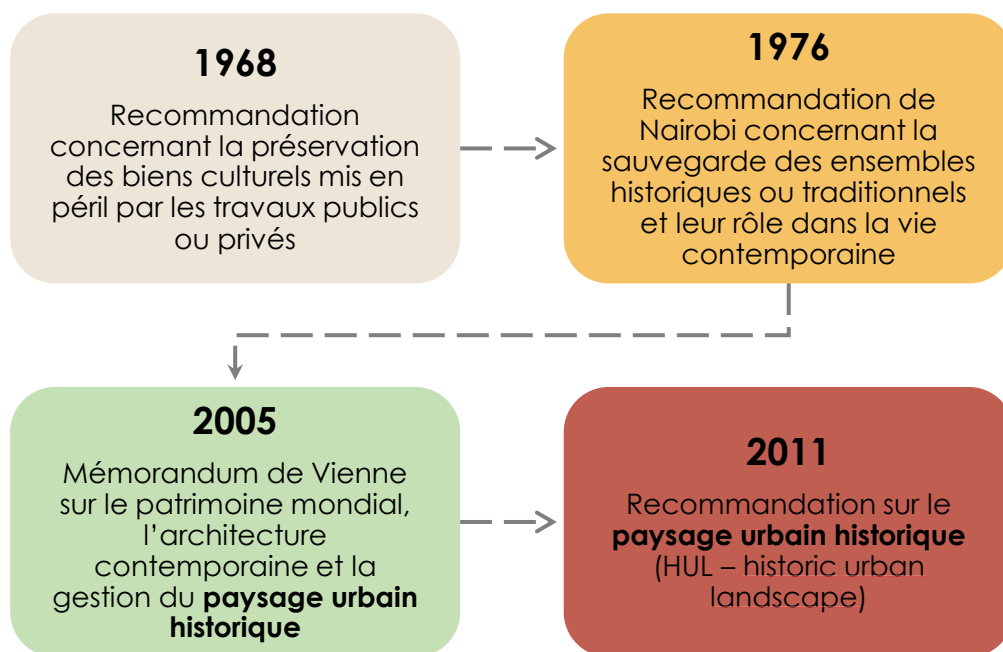 1968
Recommandation
concernant la préservation
des biens culturels mis en
péril par les travaux publics
ou privés
1976
Recommandation de
Nairobi concernant la
sauvegarde des ensembles
historiques ou traditionnels
et leur rôle dans la vie
contemporaine
2005
Mémorandum de Vienne
sur le patrimoine mondial,
l’architecture
contemporaine et la
gestion du paysage urbain
historique
2011
Recommandation sur le
paysage urbain historique
(HUL – historic urban
landscape)